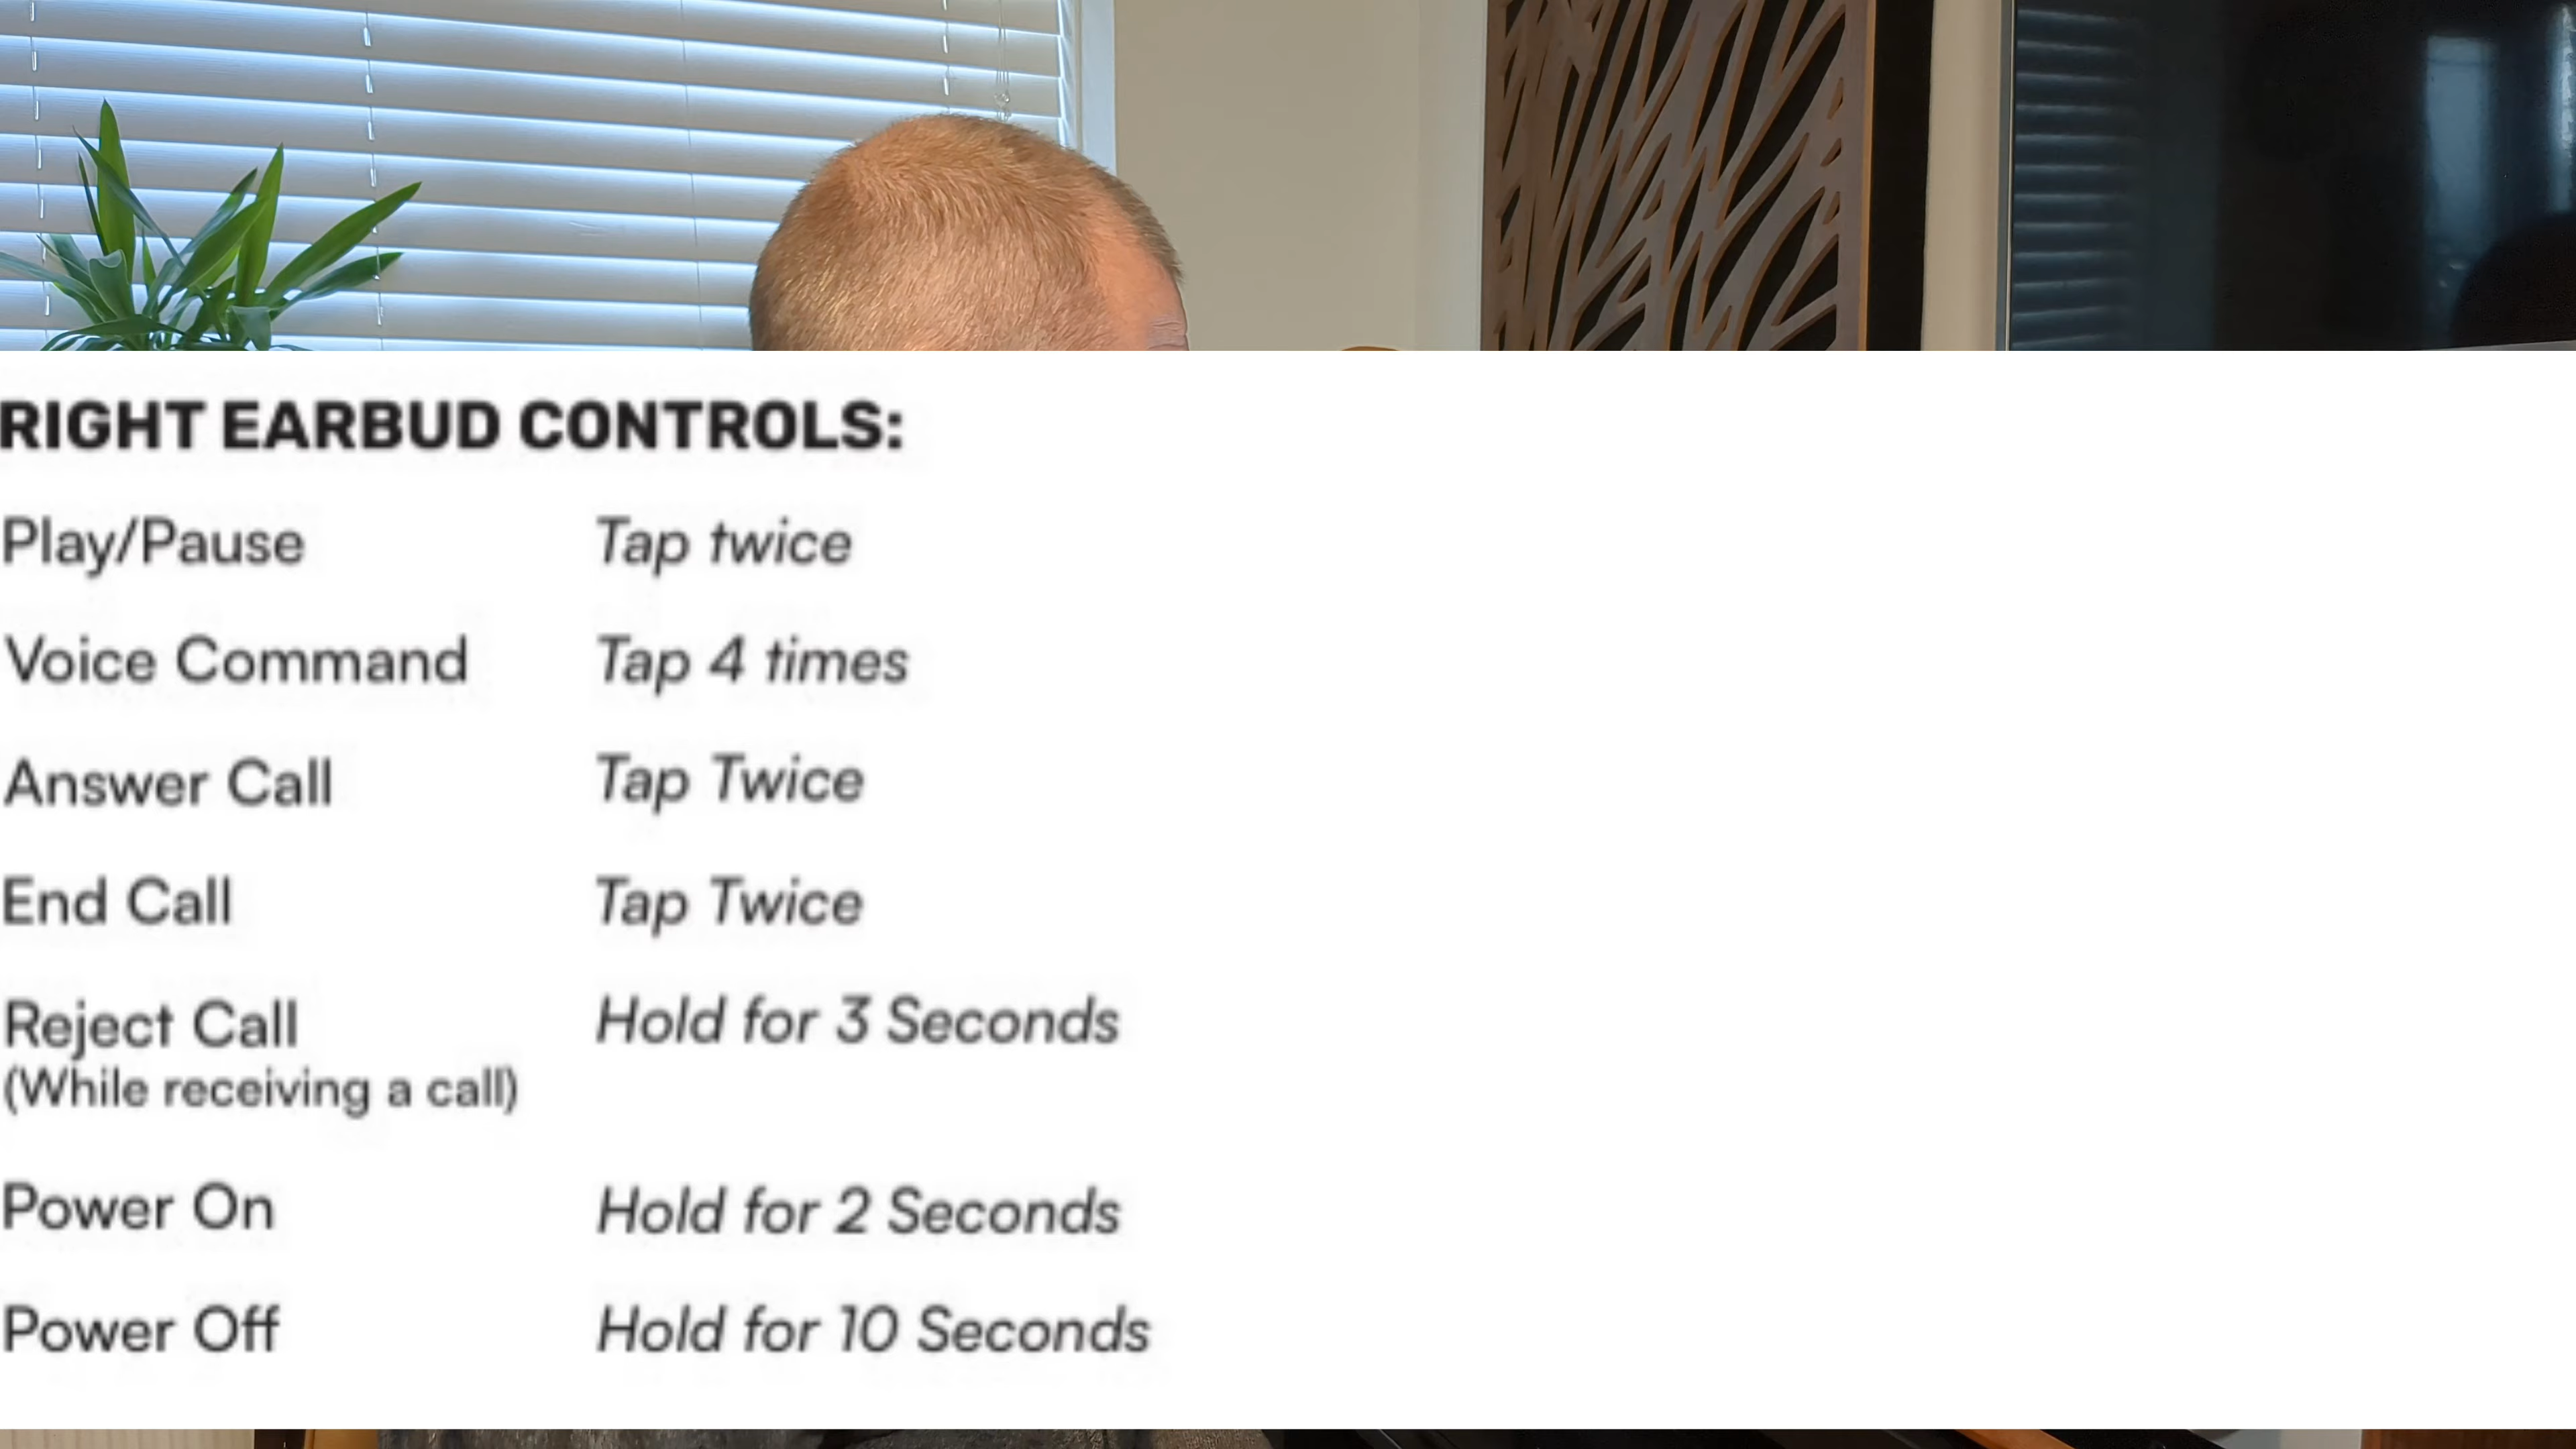 RIGHT EARBUD CONTROLS:
Play/Pause Tap twice
Voice Command Tap 4 times
Answer Call Tap Twice
End Call Tap Twice
Reject Call Hold for 3 Seconds
(While receiving a call)
Power On Hold for 2 Seconds
Power Off Hold for 10 Seconds